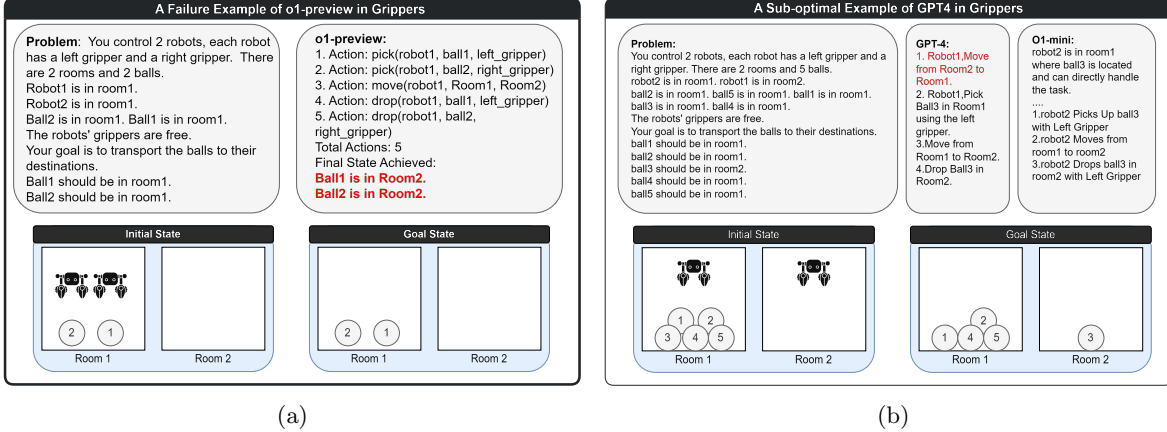 A Failure Example of o1-preview in Grippers
Problem: You control 2 robots, each robot
has a left gripper and a right gripper. There
are 2 rooms and 2 balls.
Robot1 is in room1.
Robot2 is in room1.
Ball2 is in room1. Ball1 is in room1.
The robots' grippers are free.
Your goal is to transport the balls to their
destinations.
Ball1 should be in room1.
Ball2 should be in room1.
o1-preview:
1. Action: pick(robot1, ball1, left_gripper)
2. Action: pick(robot1, ball2, right_gripper)
3. Action: move(robot1, Room1, Room2)
4. Action: drop(robot1, ball1, left_gripper)
5. Action: drop(robot1, ball2,
right_gripper)
Total Actions: 5
Final State Achieved:
Ball1 is in Room2.
Ball2 is in Room2.
Initial State
2
1
Room 1
Room 2
Goal State
2
1
Room 1
Room 2
(a)
A Sub-optimal Example of GPT4 in Grippers
Problem:
You control 2 robots, each robot has a left gripper and a
right gripper. There are 2 rooms and 5 balls.
robot2 is in room1. robot1 is in room2.
ball2 is in room1. ball5 is in room1. ball1 is in room1.
ball3 is in room1. ball4 is in room1.
The robots' grippers are free.
Your goal is to transport the balls to their destinations.
ball1 should be in room1.
ball2 should be in room1.
ball3 should be in room2.
ball4 should be in room1.
ball5 should be in room1.
GPT-4:
1. Robot1,Move
from Room2 to
Room1.
2. Robot1,Pick
Ball3 in Room1
using the left
gripper.
3.Move from
Room1 to Room2.
4.Drop Ball3 in
Room2.
O1-mini:
robot2 is in room1
where ball3 is located
and can directly handle
the task.
....
1.robot2 Picks Up ball3
with Left Gripper
2.robot2 Moves from
room1 to room2
3.robot2 Drops ball3 in
room2 with Left Gripper
Initial State
1
2
3
4
5
Room 1
Room 2
Goal State
2
1
4
5
3
Room 1
Room 2
(b)